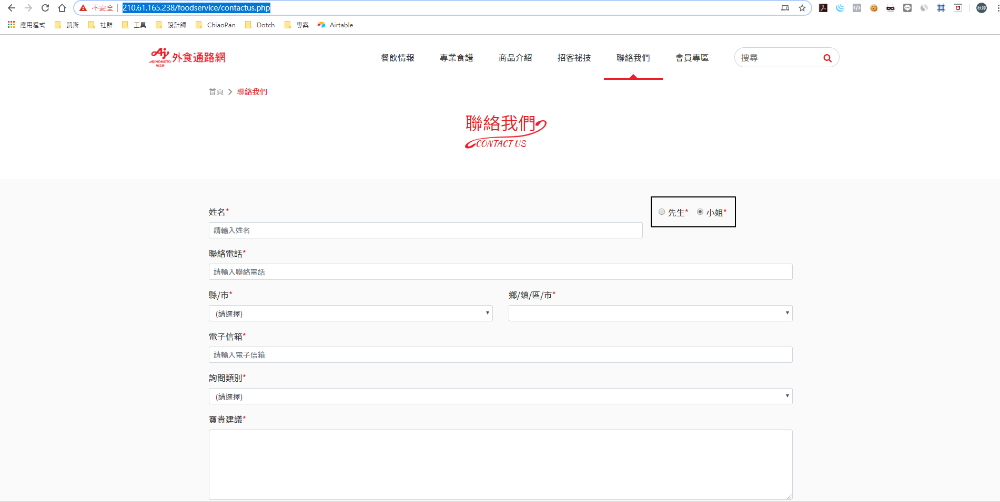 不安全 210.61.165.238/foodservice/contactus.php
秋婷
應用程式 凱斯 社群 工具 設計師 ChiaoPan Dotch 專案 Airtable
AJINOMOTO 味之素 外食通路網 餐飲情報 專業食譜 商品介紹 招客祕技 聯絡我們 會員專區 搜尋
首頁 聯絡我們
聯絡我們
CONTACT US
姓名* 先生* 小姐*
請輸入姓名
聯絡電話*
請輸入聯絡電話
縣/市* 鄉/鎮/區/市*
(請選擇)
電子信箱*
請輸入電子信箱
詢問類別*
(請選擇)
寶貴建議*